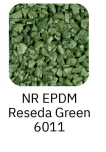 NR EPDM
Reseda Green
6011